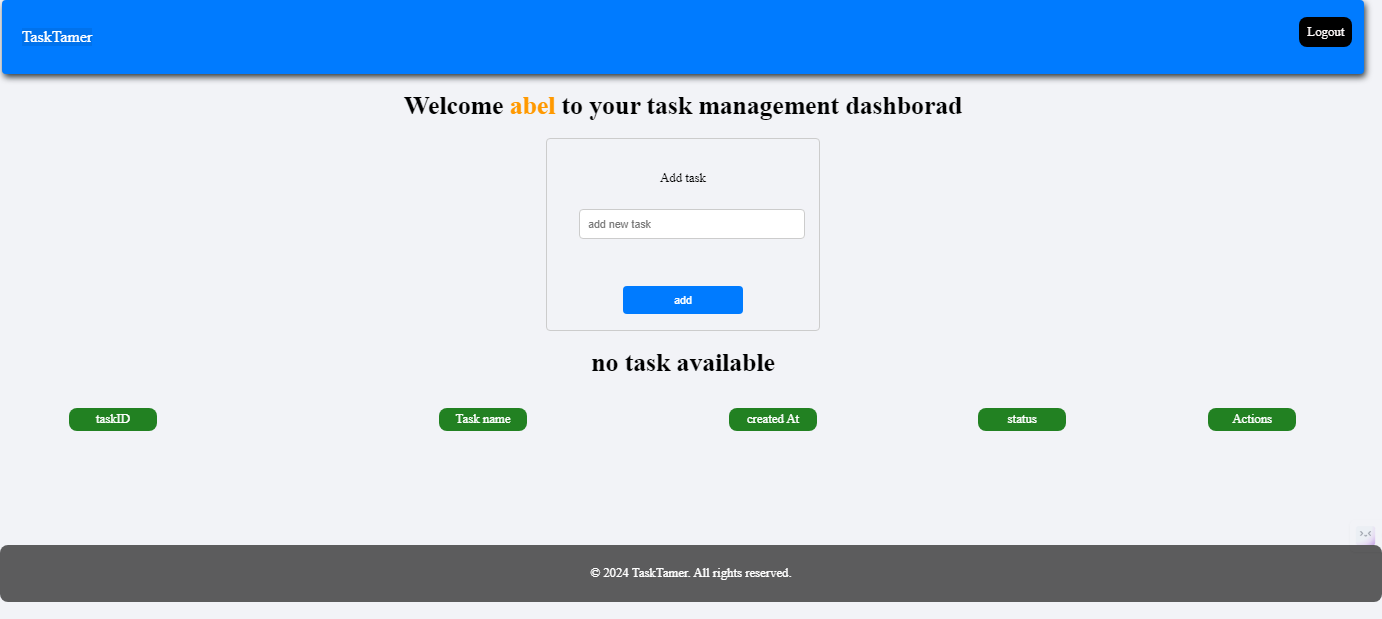 TaskTamer
Logout
Welcome abel to your task management dashborad
Add task
add new task
add
no task available
taskID
Task name
created At
status
Actions
© 2024 TaskTamer. All rights reserved.